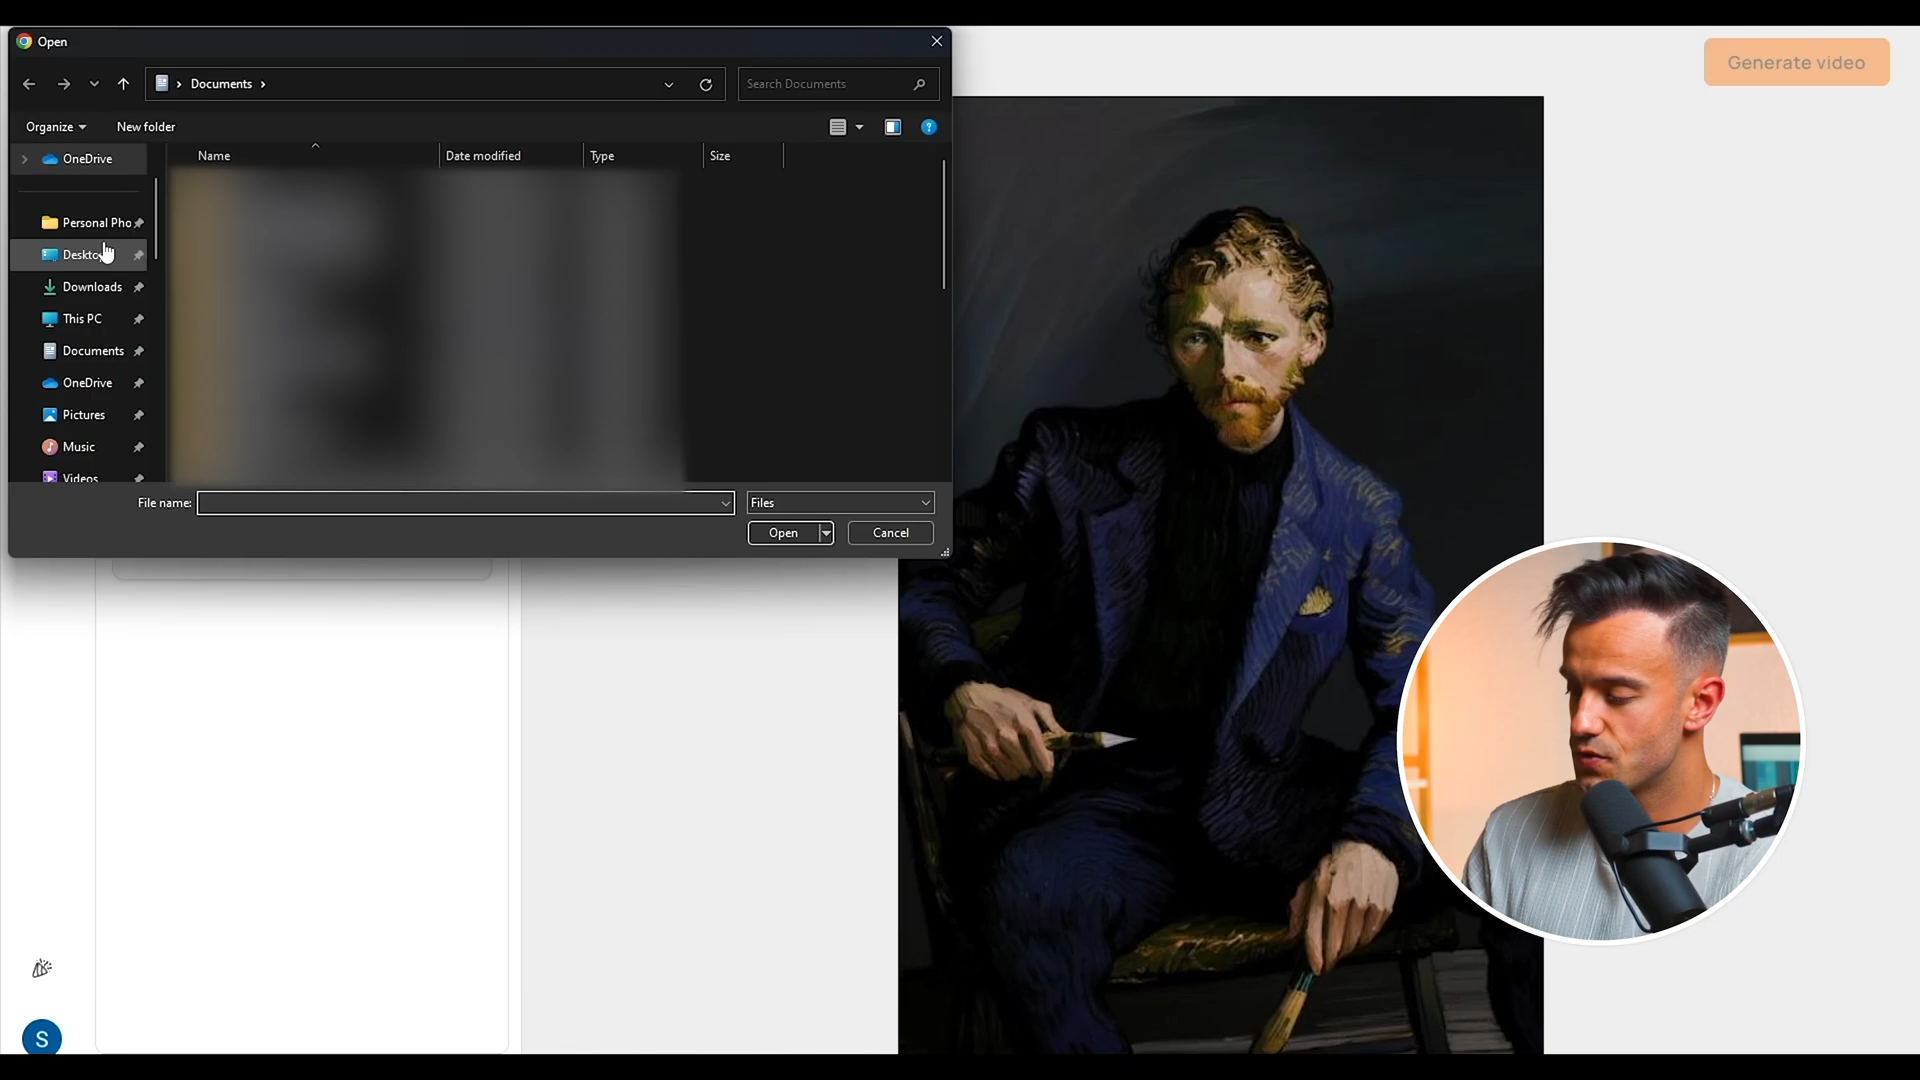 Open
Generate video
Documents
Search Documents
Organize
New folder
Name
Date modified
Type
Size
OneDrive
Personal Pho
Deskto
Downloads
This PC
Documents
OneDrive
Pictures
Music
Videos
File name:
Files
Open
Cancel
S